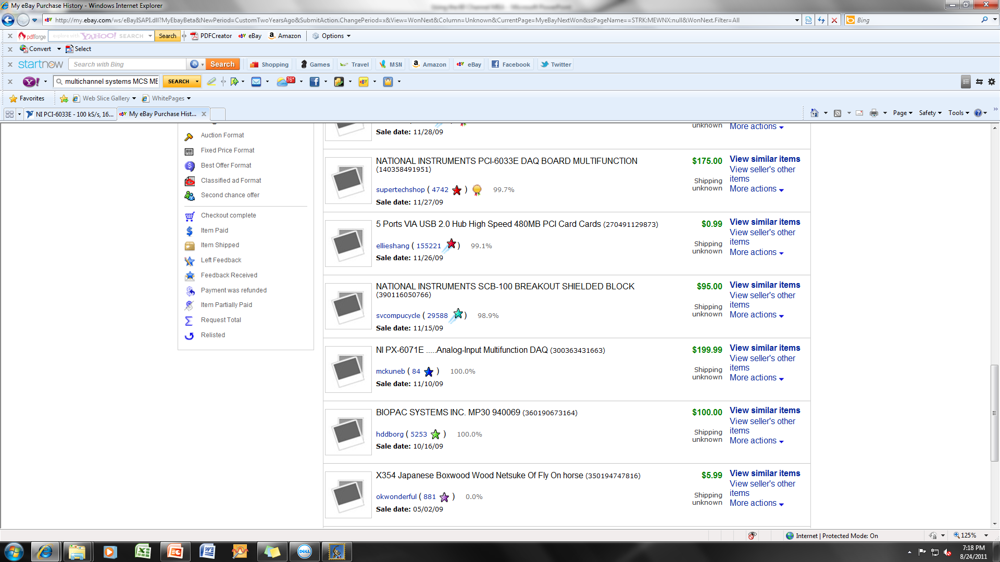 My eBay Purchase History - Windows Internet Explorer
http://my.ebay.com/ws/eBayISAPI.dll?MyEbayBeta&NewPeriod=CustomTwoYearsAgo&SubmitAction.ChangePeriod=x&View=WonNext&Column=Unknown&CurrentPage=MyeBayNextWon&ssPageName==STRK:MEWNX:null&WonNext.Filter=All
Bing
pdfforge explore with YAHOO! SEARCH Search PDFCreator eBay Amazon Options
Convert Select
startnow Search with Bing Search Shopping Games Travel MSN Amazon eBay Facebook Twitter
Y! multichannel systems MCS ME SEARCH 76°
Favorites Web Slice Gallery WhitePages
NI PCI-6033E - 100 kS/s, 16... My eBay Purchase Hist... Page Safety Tools
Auction Format
Fixed Price Format
Best Offer Format
Classified ad Format
Second chance offer
Checkout complete
Item Paid
Item Shipped
Left Feedback
Feedback Received
Payment was refunded
Item Partially Paid
Request Total
Relisted
unknown More actions
Sale date: 11/28/09
NATIONAL INSTRUMENTS PCI-6033E DAQ BOARD MULTIFUNCTION
(140358491951)
supertechshop ( 4742 ) 99.7%
Sale date: 11/27/09
$175.00
Shipping
unknown
View similar items
View seller's other
items
More actions
5 Ports VIA USB 2.0 Hub High Speed 480MB PCI Card Cards (270491129873)
ellieshang ( 155221 ) 99.1%
Sale date: 11/26/09
$0.99
Shipping
unknown
View similar items
View seller's other
items
More actions
NATIONAL INSTRUMENTS SCB-100 BREAKOUT SHIELDED BLOCK
(390116050766)
svcompucycle ( 29588 ) 98.9%
Sale date: 11/15/09
$95.00
Shipping
unknown
View similar items
View seller's other
items
More actions
NI PX-6071E .....Analog-Input Multifunction DAQ (300363431663)
mckuneb ( 84 ) 100.0%
Sale date: 11/10/09
$199.99
Shipping
unknown
View similar items
View seller's other
items
More actions
BIOPAC SYSTEMS INC. MP30 940069 (360190673164)
hddborg ( 5253 ) 100.0%
Sale date: 10/16/09
$100.00
Shipping
unknown
View similar items
View seller's other
items
More actions
X354 Japanese Boxwood Wood Netsuke Of Fly On horse (350194747816)
okwonderful ( 881 ) 0.0%
Sale date: 05/02/09
$5.99
Shipping
unknown
View similar items
View seller's other
items
More actions
Internet | Protected Mode: On 125%
DELL
7:18 PM
8/24/2011